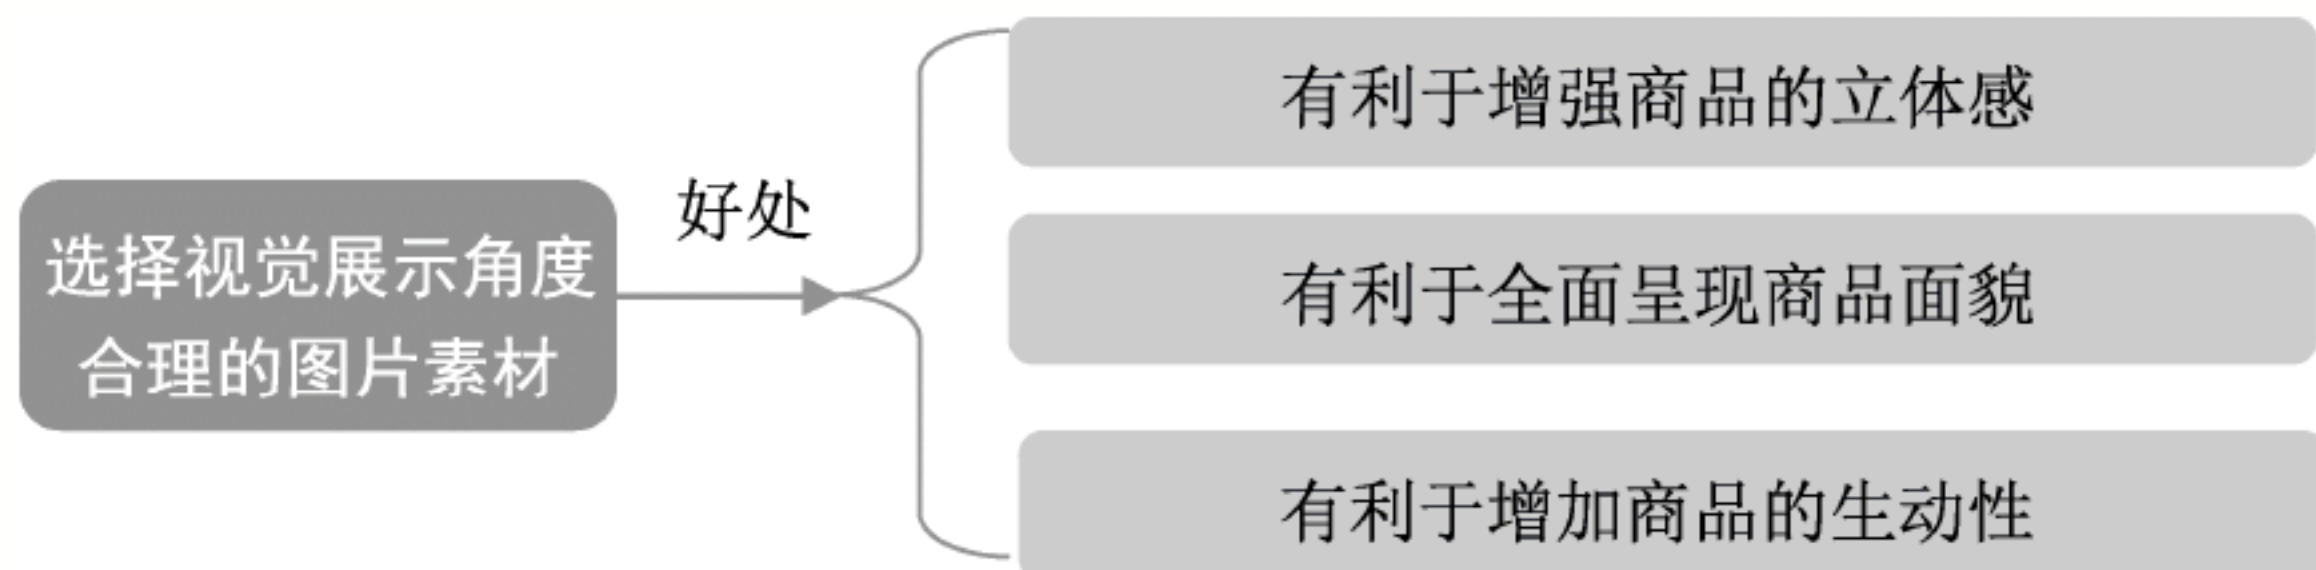 选择视觉展示角度
合理的图片素材
好处
有利于增强商品的立体感
有利于全面呈现商品面貌
有利于增加商品的生动性